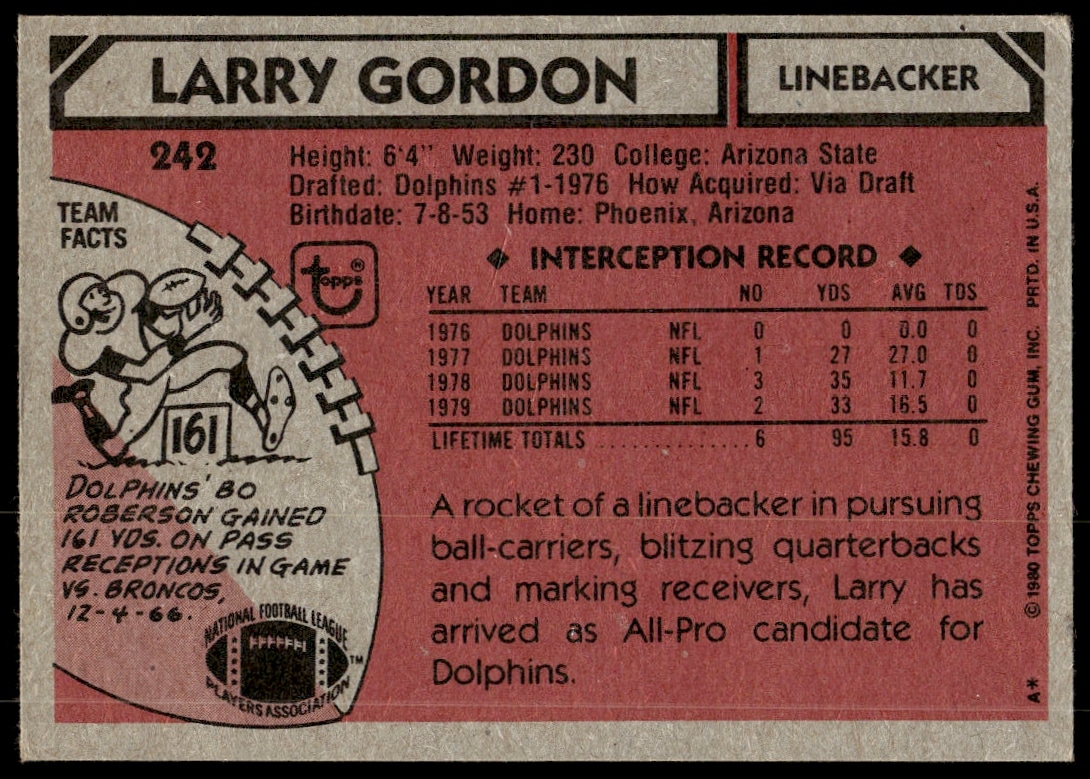 LARRY GORDON
LINEBACKER
242
Height: 6'4" Weight: 230 College: Arizona State
Drafted: Dolphins #1-1976 How Acquired: Via Draft
Birthdate: 7-8-53 Home: Phoenix, Arizona
TEAM
FACTS
topps®
161
DOLPHINS' BO
ROBERSON GAINED
161 YDS. ON PASS
RECEPTIONS IN GAME
VS. BRONCOS,
12-4-66.
NATIONAL FOOTBALL LEAGUE
PLAYERS ASSOCIATION
TM
◆ INTERCEPTION RECORD ◆
YEAR TEAM NO YDS AVG TDS
1976 DOLPHINS NFL 0 0 0.0 0
1977 DOLPHINS NFL 1 27 27.0 0
1978 DOLPHINS NFL 3 35 11.7 0
1979 DOLPHINS NFL 2 33 16.5 0
LIFETIME TOTALS ............... 6 95 15.8 0
A rocket of a linebacker in pursuing
ball-carriers, blitzing quarterbacks
and marking receivers, Larry has
arrived as All-Pro candidate for
Dolphins.
A* © 1980 TOPPS CHEWING GUM, INC. PRTD. IN U.S.A.